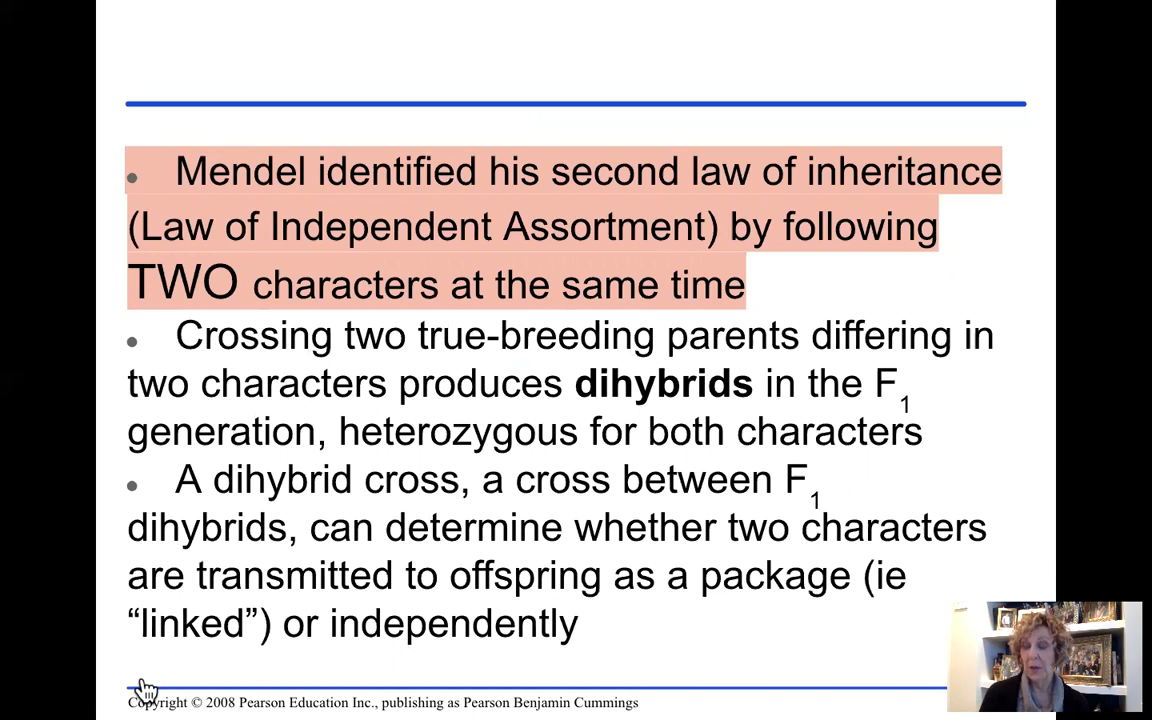 • Mendel identified his second law of inheritance
(Law of Independent Assortment) by following
TWO characters at the same time
• Crossing two true-breeding parents differing in
two characters produces dihybrids in the F1
generation, heterozygous for both characters
• A dihybrid cross, a cross between F1
dihybrids, can determine whether two characters
are transmitted to offspring as a package (ie
“linked”) or independently
Copyright © 2008 Pearson Education Inc., publishing as Pearson Benjamin Cummings